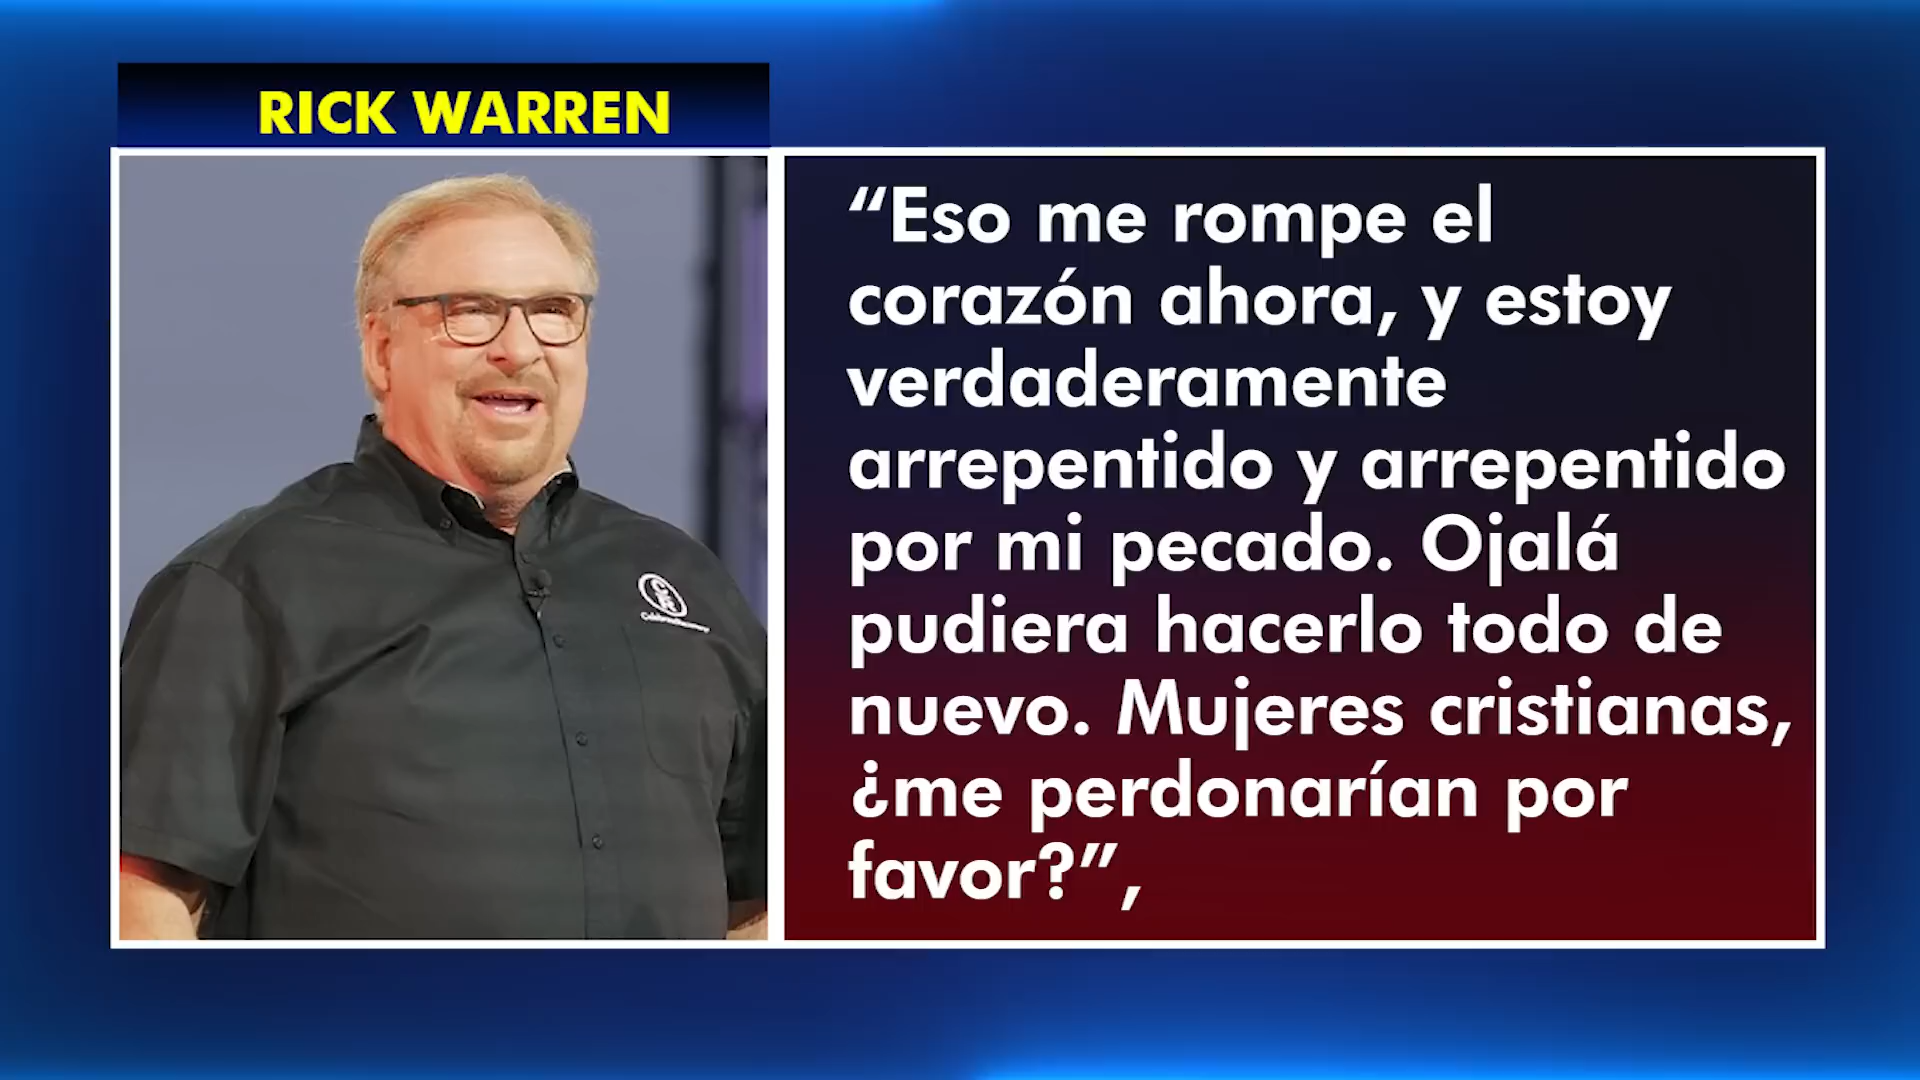 RICK WARREN
“Eso me rompe el
corazón ahora, y estoy
verdaderamente
arrepentido y arrepentido
por mi pecado. Ojalá
pudiera hacerlo todo de
nuevo. Mujeres cristianas,
¿me perdonarían por
favor?”,